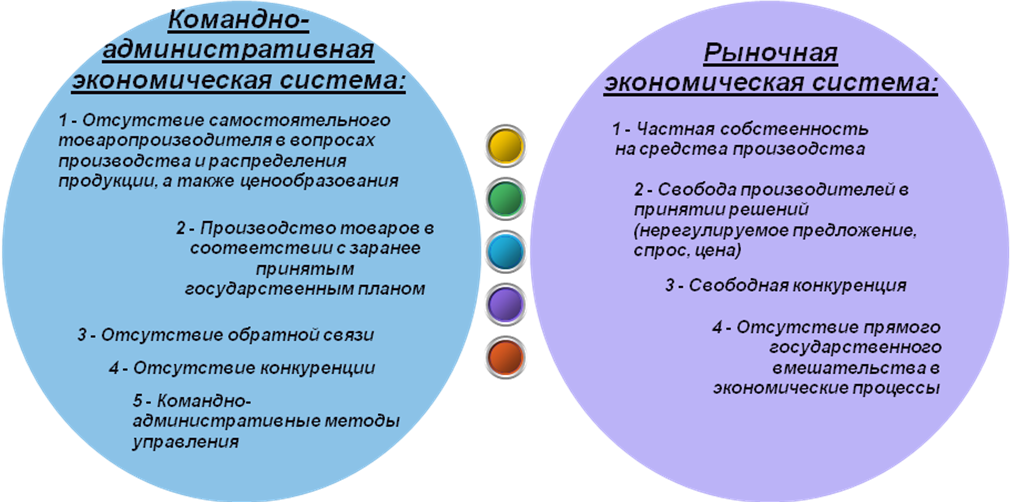 Командно-
административная
экономическая система:
1 - Отсутствие самостоятельного
товаропроизводителя в вопросах
производства и распределения
продукции, а также ценообразования
2 - Производство товаров в
соответствии с заранее
принятым
государственным планом
3 - Отсутствие обратной связи
4 - Отсутствие конкуренции
5 - Командно-
административные методы
управления
Рыночная
экономическая система:
1 - Частная собственность
на средства производства
2 - Свобода производителей в
принятии решений
(нерегулируемое предложение,
спрос, цена)
3 - Свободная конкуренция
4 - Отсутствие прямого
государственного
вмешательства в
экономические процессы